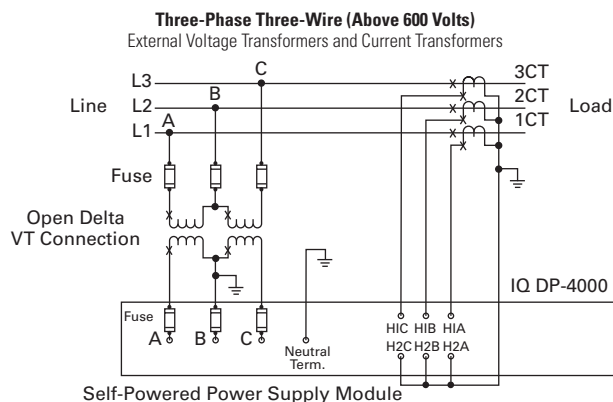 Three-Phase Three-Wire (Above 600 Volts)
External Voltage Transformers and Current Transformers
C
L3
3CT
B
Line
L2
2CT
Load
A
L1
1CT
Fuse
Open Delta
VT Connection
IQ DP-4000
Fuse
HIC HIB HIA
A B C
H2C H2B H2A
Neutral
Term.
Self-Powered Power Supply Module